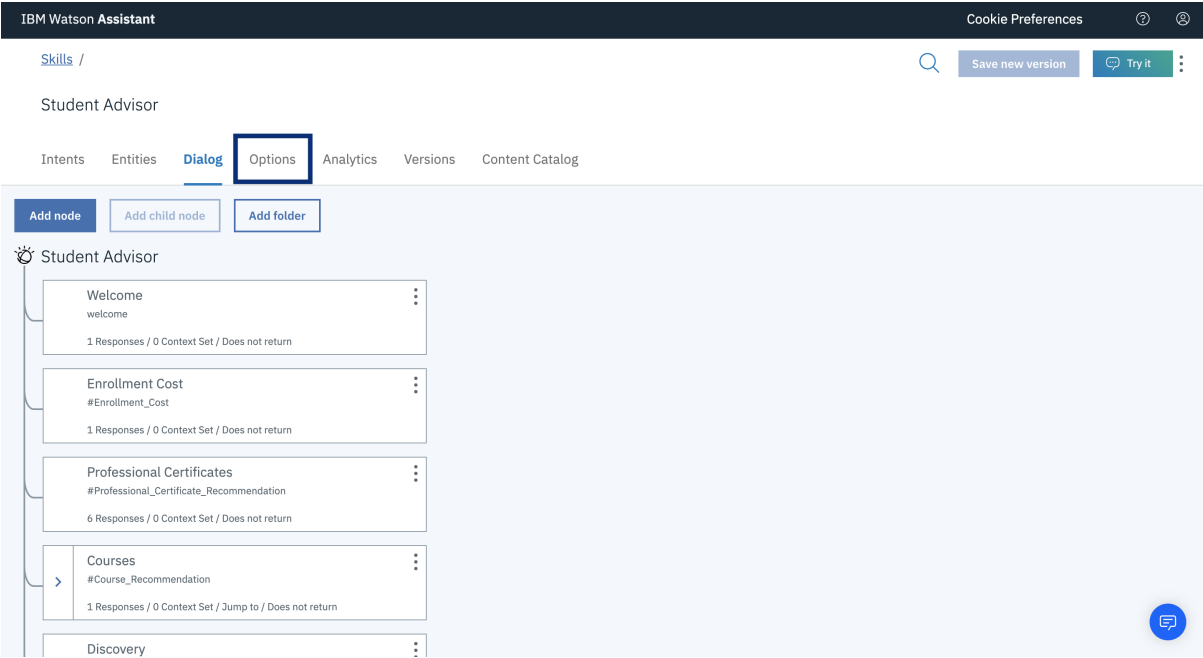 IBM Watson Assistant
Cookie Preferences
Skills /
Save new version
Try it
Student Advisor
Intents
Entities
Dialog
Options
Analytics
Versions
Content Catalog
Add node
Add child node
Add folder
Student Advisor
Welcome
welcome
1 Responses / 0 Context Set / Does not return
Enrollment Cost
#Enrollment_Cost
1 Responses / 0 Context Set / Does not return
Professional Certificates
#Professional_Certificate_Recommendation
6 Responses / 0 Context Set / Does not return
Courses
#Course_Recommendation
1 Responses / 0 Context Set / Jump to / Does not return
Discovery